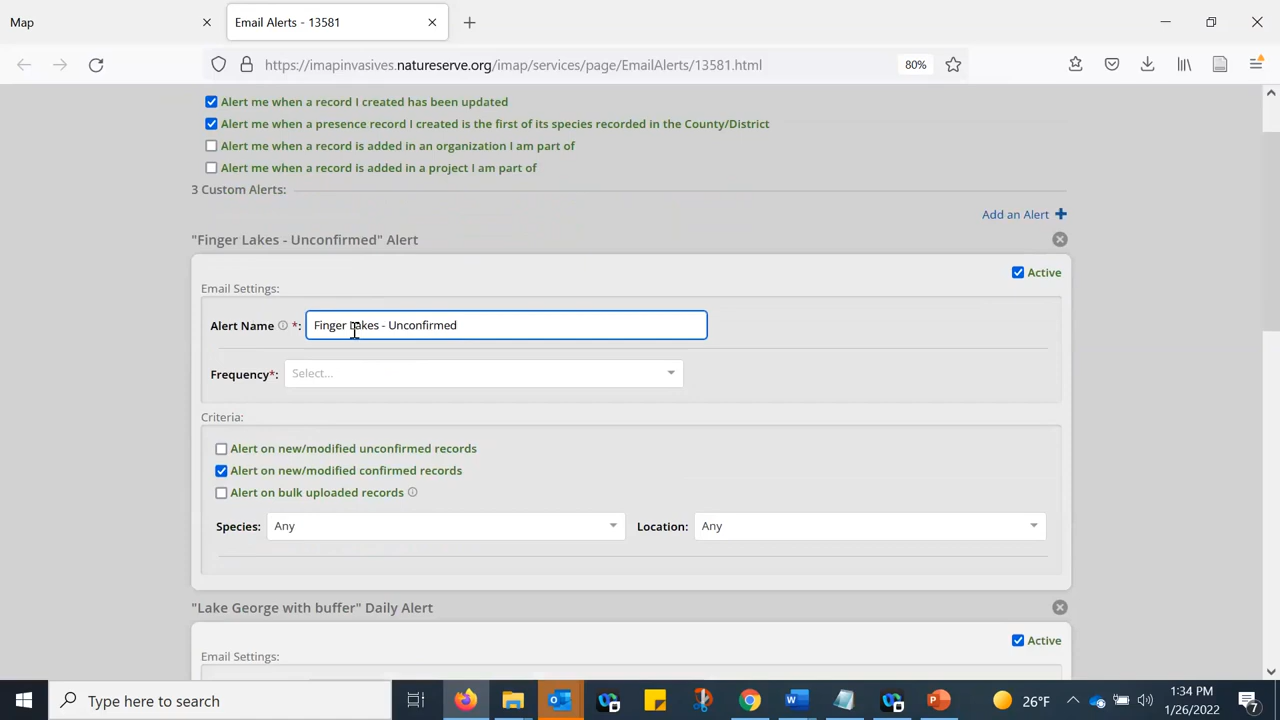 Map
Email Alerts - 13581
https://imapinvasives.natureserve.org/imap/services/page/EmailAlerts/13581.html
80%
Alert me when a record I created has been updated
Alert me when a presence record I created is the first of its species recorded in the County/District
Alert me when a record is added in an organization I am part of
Alert me when a record is added in a project I am part of
3 Custom Alerts:
Add an Alert
"Finger Lakes - Unconfirmed" Alert
Active
Email Settings:
Alert Name *: Finger Lakes - Unconfirmed
Frequency*: Select...
Criteria:
Alert on new/modified unconfirmed records
Alert on new/modified confirmed records
Alert on bulk uploaded records
Species: Any Location: Any
"Lake George with buffer" Daily Alert
Active
Email Settings:
Type here to search
26°F
1:34 PM
1/26/2022
7